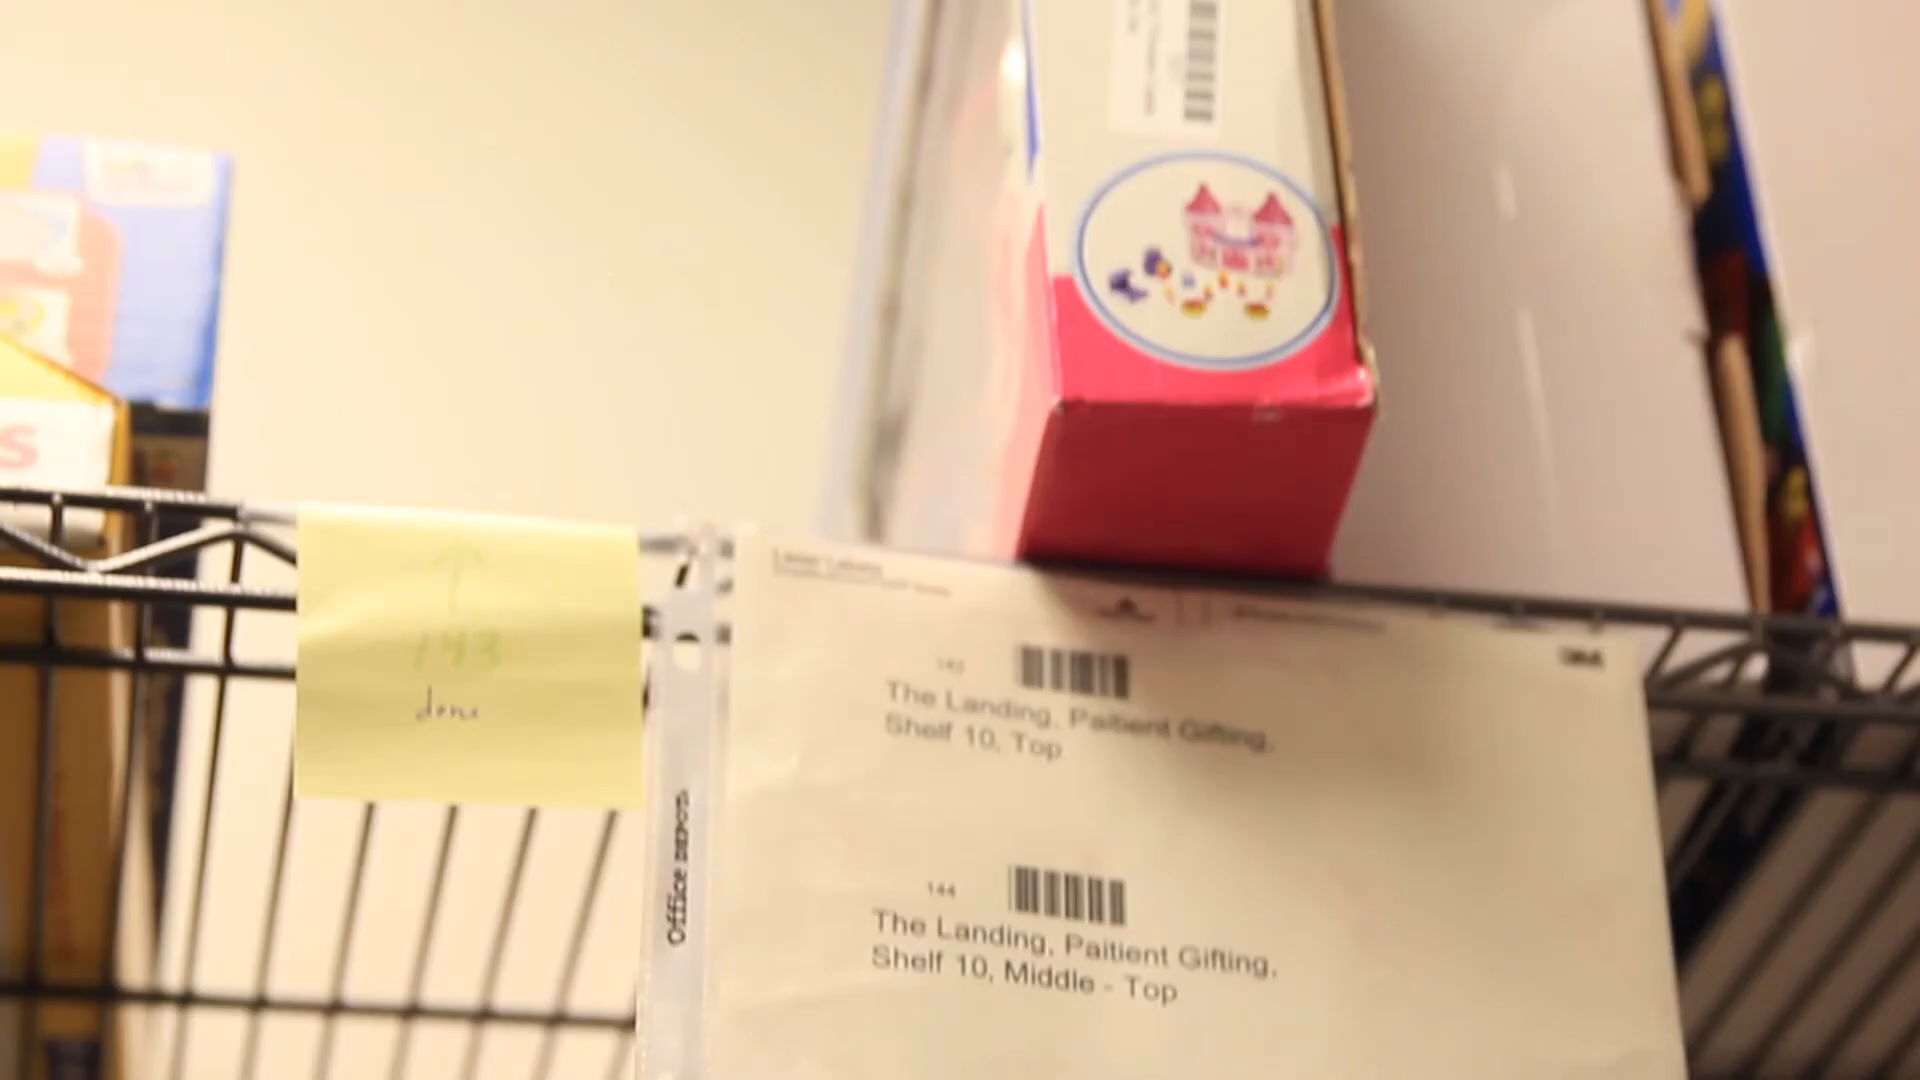 S
193
done
Office DEPOT
3M
143
The Landing, Paitient Gifting,
Shelf 10, Top
144
The Landing, Paitient Gifting,
Shelf 10, Middle - Top